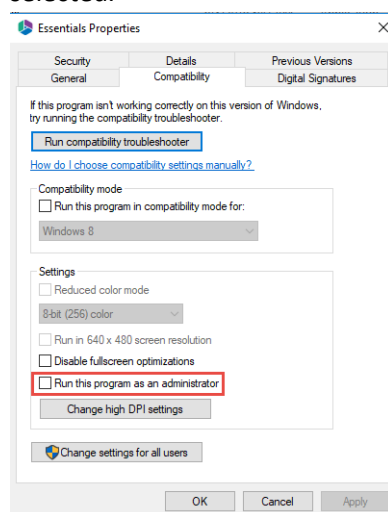 selected.
Essentials Properties
Security Details Previous Versions
General Compatibility Digital Signatures
If this program isn't working correctly on this version of Windows,
try running the compatibility troubleshooter.
Run compatibility troubleshooter
How do I choose compatibility settings manually?
Compatibility mode
Run this program in compatibility mode for:
Windows 8
Settings
Reduced color mode
8-bit (256) color
Run in 640 x 480 screen resolution
Disable fullscreen optimizations
Run this program as an administrator
Change high DPI settings
Change settings for all users
OK Cancel Apply